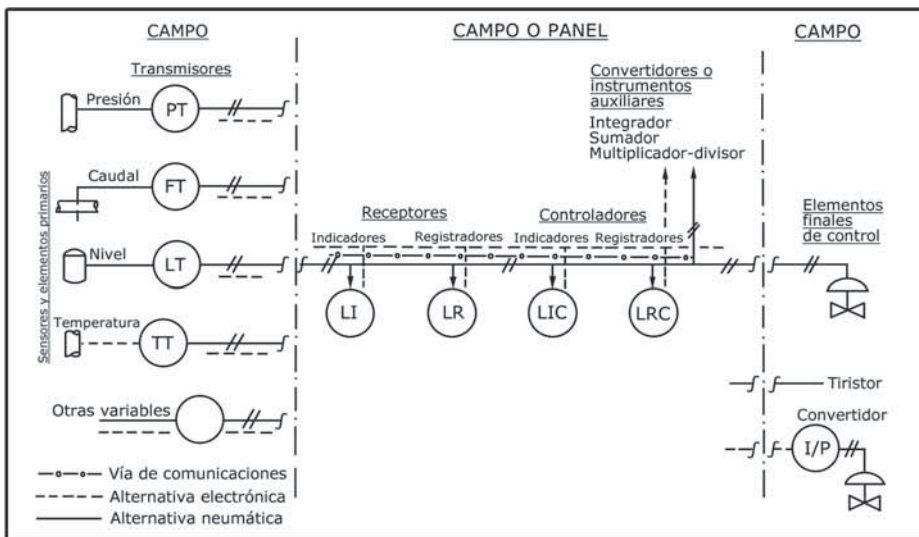 CAMPO
CAMPO O PANEL
CAMPO
Transmisores
Presión
PT
Caudal
FT
Nivel
LT
Temperatura
TT
Otras variables
Sensores y elementos primarios
Convertidores o
instrumentos
auxiliares
Integrador
Sumador
Multiplicador-divisor
Receptores
Controladores
Indicadores
Registradores
Indicadores
Registradores
LI
LR
LIC
LRC
Elementos
finales
de control
Tiristor
Convertidor
I/P
Vía de comunicaciones
Alternativa electrónica
Alternativa neumática